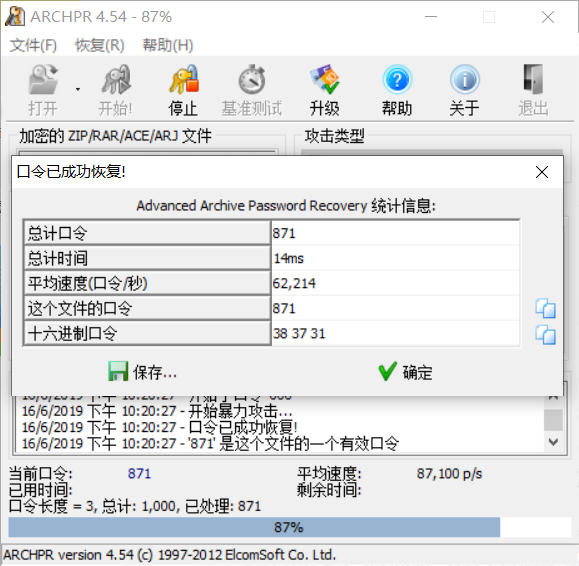 ARCHPR 4.54 - 87%
文件(F) 恢复(R) 帮助(H)
打开 开始! 停止 基准测试 升级 帮助 关于 退出
加密的 ZIP/RAR/ACE/ARJ 文件 攻击类型
口令已成功恢复!
Advanced Archive Password Recovery 统计信息:
总计口令 871
总计时间 14ms
平均速度(口令/秒) 62,214
这个文件的口令 871
十六进制口令 38 37 31
保存... 确定
16/6/2019 下午 10:20:27 - 开始于口令 '000'
16/6/2019 下午 10:20:27 - 开始暴力攻击...
16/6/2019 下午 10:20:27 - 口令已成功恢复!
16/6/2019 下午 10:20:27 - '871' 是这个文件的一个有效口令
当前口令: 871 平均速度: 87,100 p/s
已用时间: 剩余时间:
口令长度 = 3, 总计: 1,000, 已处理: 871
87%
ARCHPR version 4.54 (c) 1997-2012 ElcomSoft Co. Ltd.